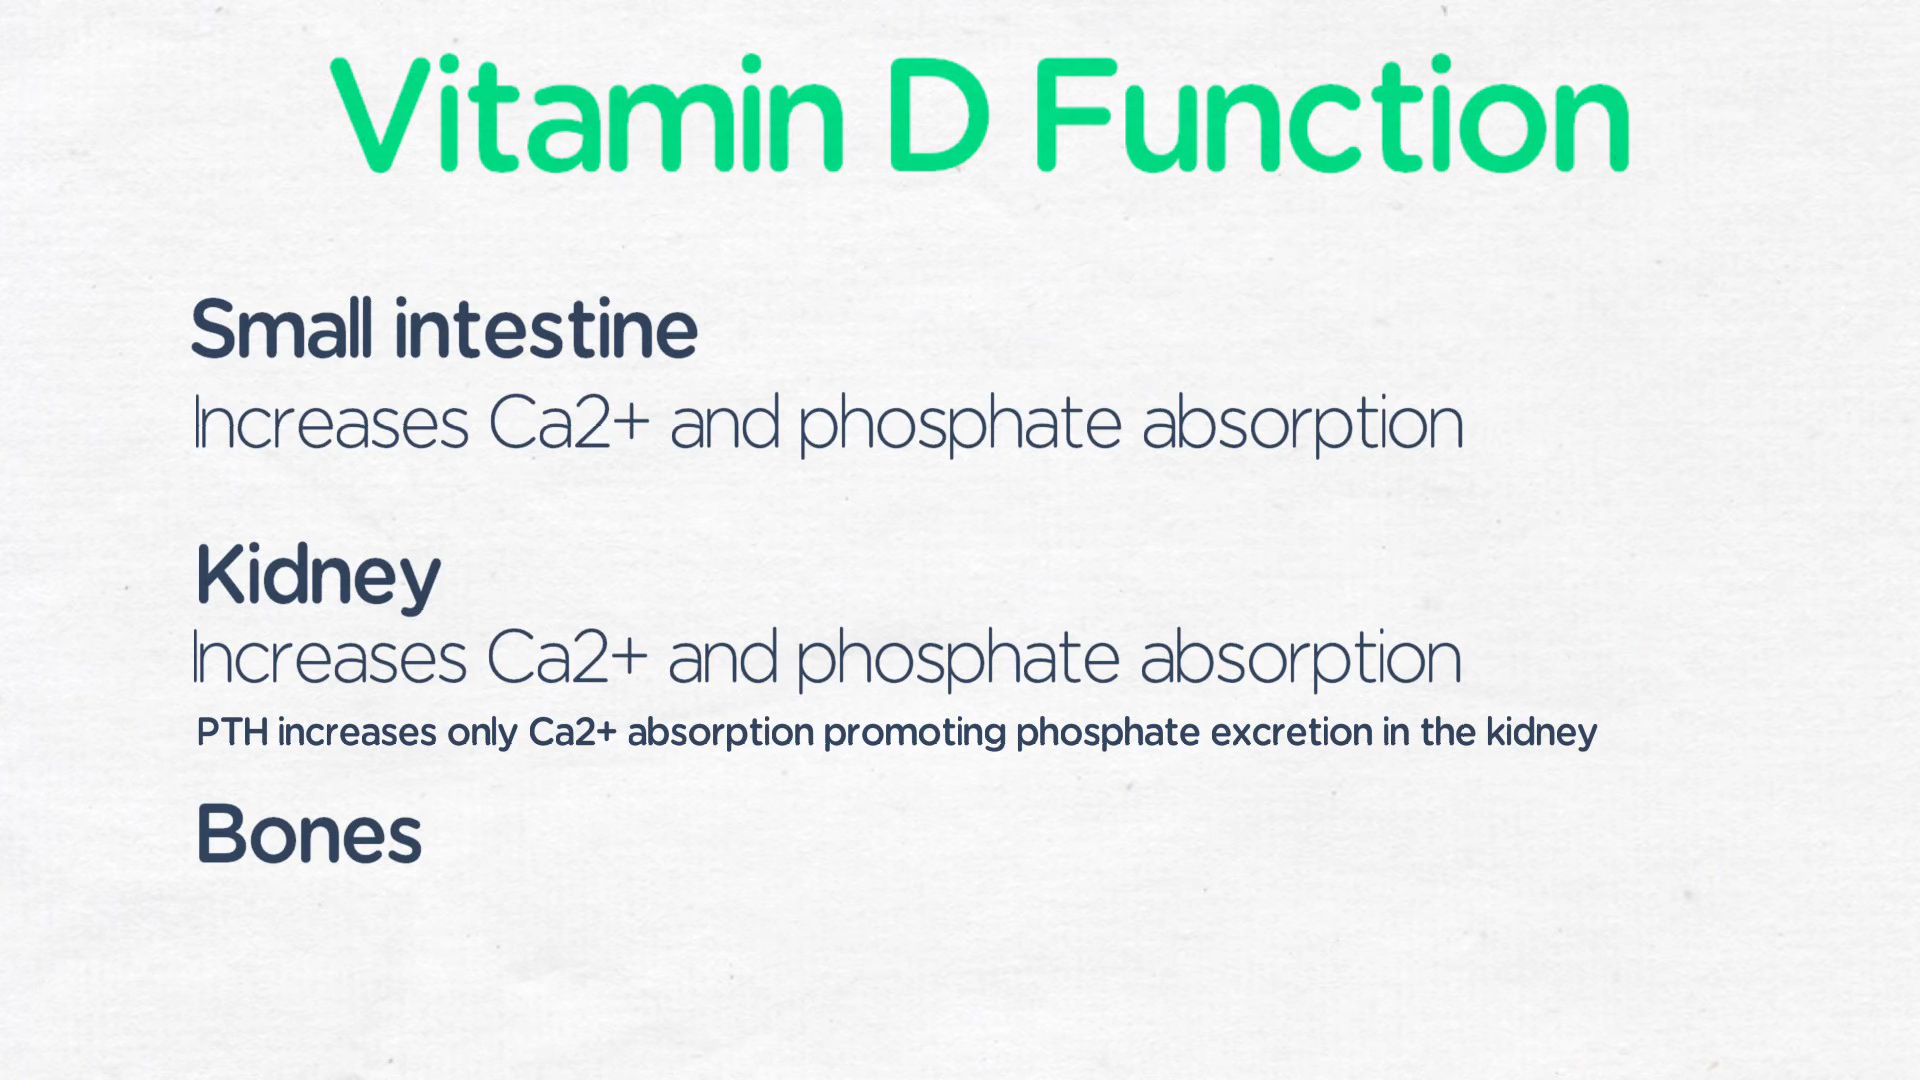 Vitamin D Function
Small intestine
Increases Ca2+ and phosphate absorption
Kidney
Increases Ca2+ and phosphate absorption
PTH increases only Ca2+ absorption promoting phosphate excretion in the kidney
Bones